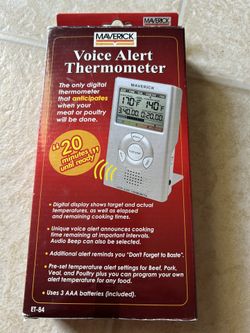 MAVERICK
Voice Alert
Thermometer
The only digital
thermometer
that anticipates
when your
meat or poultry
will be done.
MAVERICK
170°F 140°F
"20
minutes
until ready"
• Digital display shows target and actual
temperatures, as well as elapsed
and remaining cooking times.
• Unique voice alert announces cooking
time remaining at important intervals.
Audio Beep can also be selected.
• Additional alert reminds you "Don't Forget to Baste".
• Pre-set temperature alert settings for Beef, Pork,
Veal, and Poultry plus you can program your own
alert temperature for any food.
• Uses 3 AAA batteries (included).
ET-84